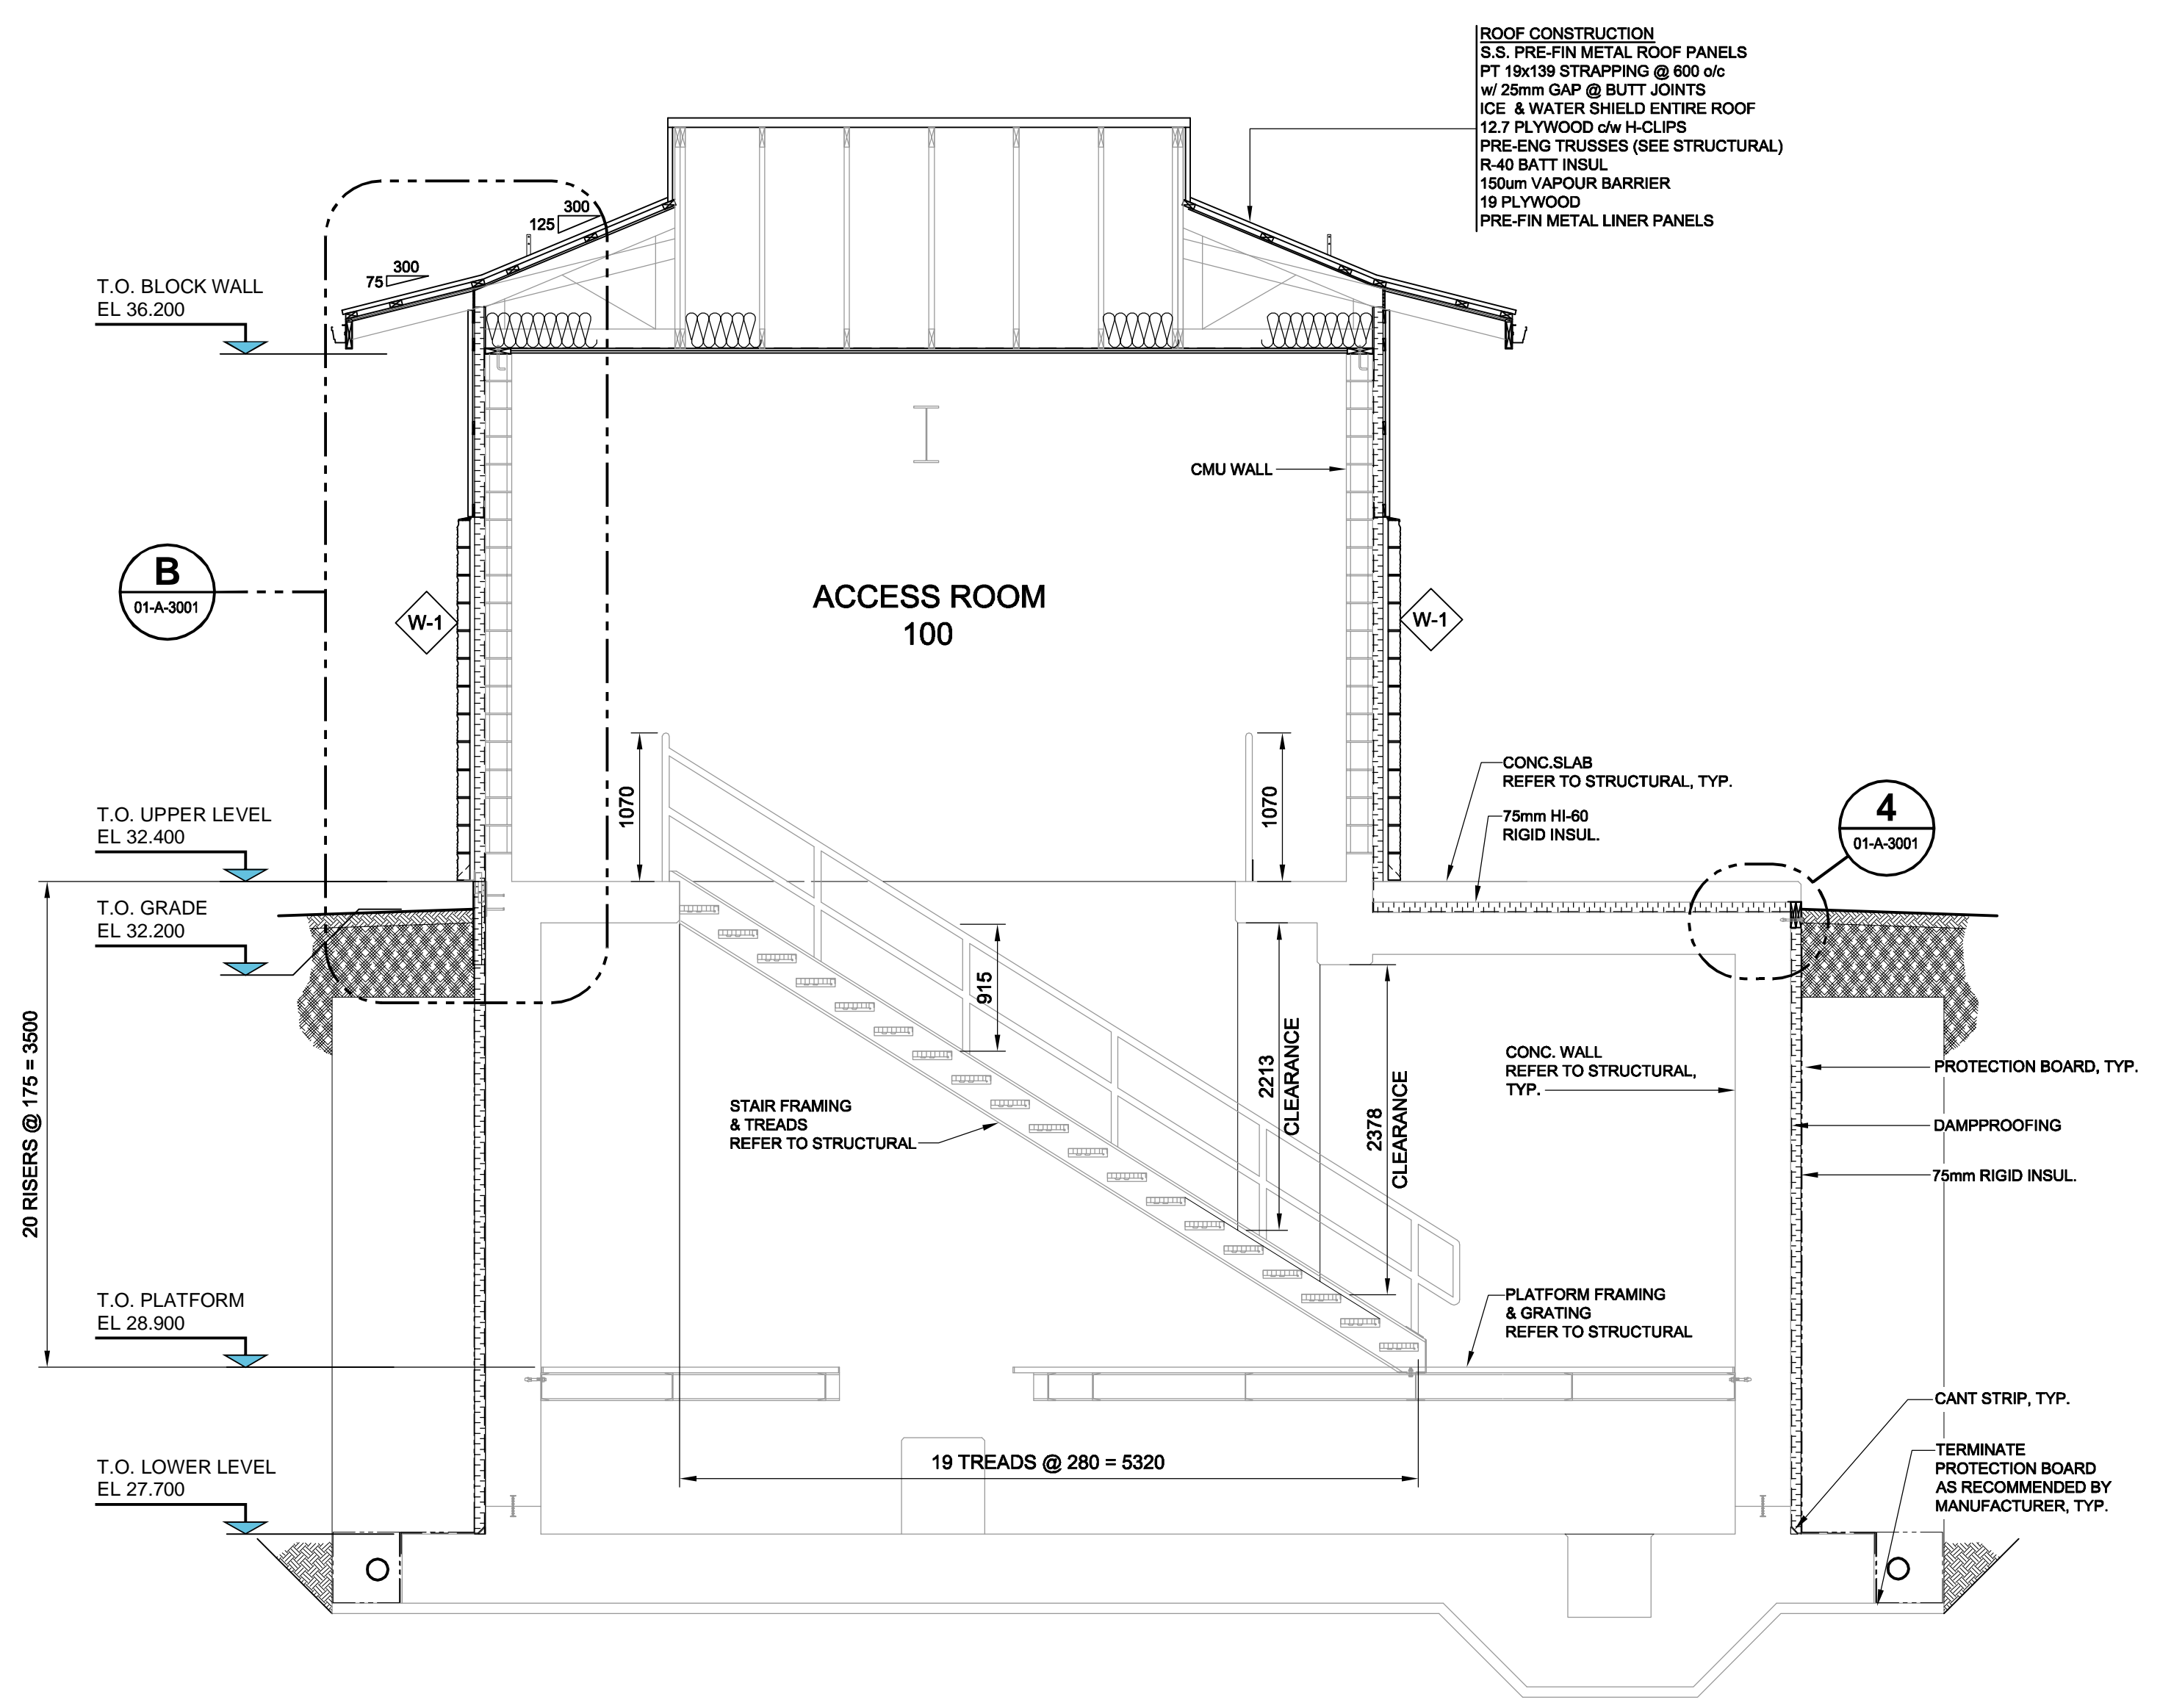 ROOF CONSTRUCTION
S.S. PRE-FIN METAL ROOF PANELS
PT 19x139 STRAPPING @ 600 o/c
w/ 25mm GAP @ BUTT JOINTS
ICE & WATER SHIELD ENTIRE ROOF
12.7 PLYWOOD c/w H-CLIPS
PRE-ENG TRUSSES (SEE STRUCTURAL)
R-40 BATT INSUL
150um VAPOUR BARRIER
19 PLYWOOD
PRE-FIN METAL LINER PANELS
300
125
300
75
T.O. BLOCK WALL
EL 36.200
CMU WALL
B
01-A-3001
W-1
ACCESS ROOM
100
W-1
1070
1070
CONC.SLAB
REFER TO STRUCTURAL, TYP.
75mm HI-60
RIGID INSUL.
4
01-A-3001
T.O. UPPER LEVEL
EL 32.400
T.O. GRADE
EL 32.200
915
2213
CLEARANCE
2378
CLEARANCE
20 RISERS @ 175 = 3500
CONC. WALL
REFER TO STRUCTURAL,
TYP.
PROTECTION BOARD, TYP.
DAMPPROOFING
75mm RIGID INSUL.
STAIR FRAMING
& TREADS
REFER TO STRUCTURAL
PLATFORM FRAMING
& GRATING
REFER TO STRUCTURAL
T.O. PLATFORM
EL 28.900
CANT STRIP, TYP.
TERMINATE
PROTECTION BOARD
AS RECOMMENDED BY
MANUFACTURER, TYP.
19 TREADS @ 280 = 5320
T.O. LOWER LEVEL
EL 27.700